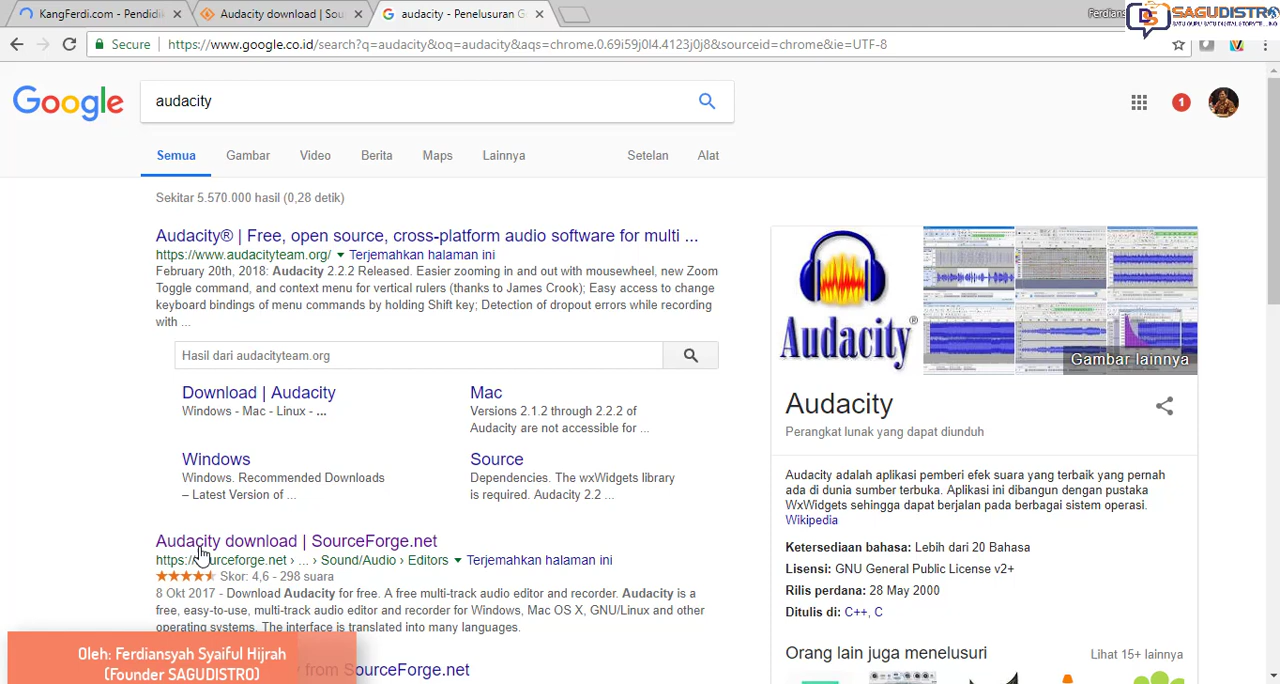 KangFerdi.com - Pendidi
Audacity download | Sou
audacity - Penelusuran G
Ferdians
SAGUDISTRO
Secure
https://www.google.co.id/search?q=audacity&oq=audacity&aqs=chrome.0.69i59j0l4.4123j0j8&sourceid=chrome&ie=UTF-8
Google
audacity
1
Semua Gambar Video Berita Maps Lainnya Setelan Alat
Sekitar 5.570.000 hasil (0,28 detik)
Audacity® | Free, open source, cross-platform audio software for multi ...
https://www.audacityteam.org/ Terjemahkan halaman ini
February 20th, 2018: Audacity 2.2.2 Released. Easier zooming in and out with mousewheel, new Zoom
Toggle command, and context menu for vertical rulers (thanks to James Crook); Easy access to change
keyboard bindings of menu commands: hold Shift key; Detection of dropout errors while recording
with ...
Hasil dari audacityteam.org
Download | Audacity
Windows - Mac - Linux - ...
Mac
Versions 2.1.2 through 2.2.2 of
Audacity are not accessible for ...
Windows
Windows. Recommended Downloads
– Latest Version of ...
Source
Dependencies. The wxWidgets library
is required. Audacity 2.2 ...
Audacity download | SourceForge.net
https://sourceforge.net › ... › Sound/Audio › Editors Terjemahkan halaman ini
Skor: 4,6 - 298 suara
8 Okt 2017 - Download Audacity for free. A free multi-track audio editor and recorder. Audacity is a
free, easy-to-use, multi-track audio editor and recorder for Windows, Mac OS X, GNU/Linux and other
operating systems. The interface is translated into many languages.
from SourceForge.net
Oleh: Ferdiansyah Syaiful Hijrah
(Founder SAGUDISTRO)
Audacity®
Gambar lainnya
Audacity
Perangkat lunak yang dapat diunduh
Audacity adalah aplikasi pemberi efek suara yang terbaik yang pernah
ada di dunia sumber terbuka. Aplikasi ini dibangun dengan pustaka
WxWidgets sehingga dapat berjalan pada berbagai sistem operasi.
Wikipedia
Ketersediaan bahasa: Lebih dari 20 Bahasa
Lisensi: GNU General Public License v2+
Rilis perdana: 28 May 2000
Ditulis di: C++, C
Orang lain juga menelusuri
Lihat 15+ lainnya